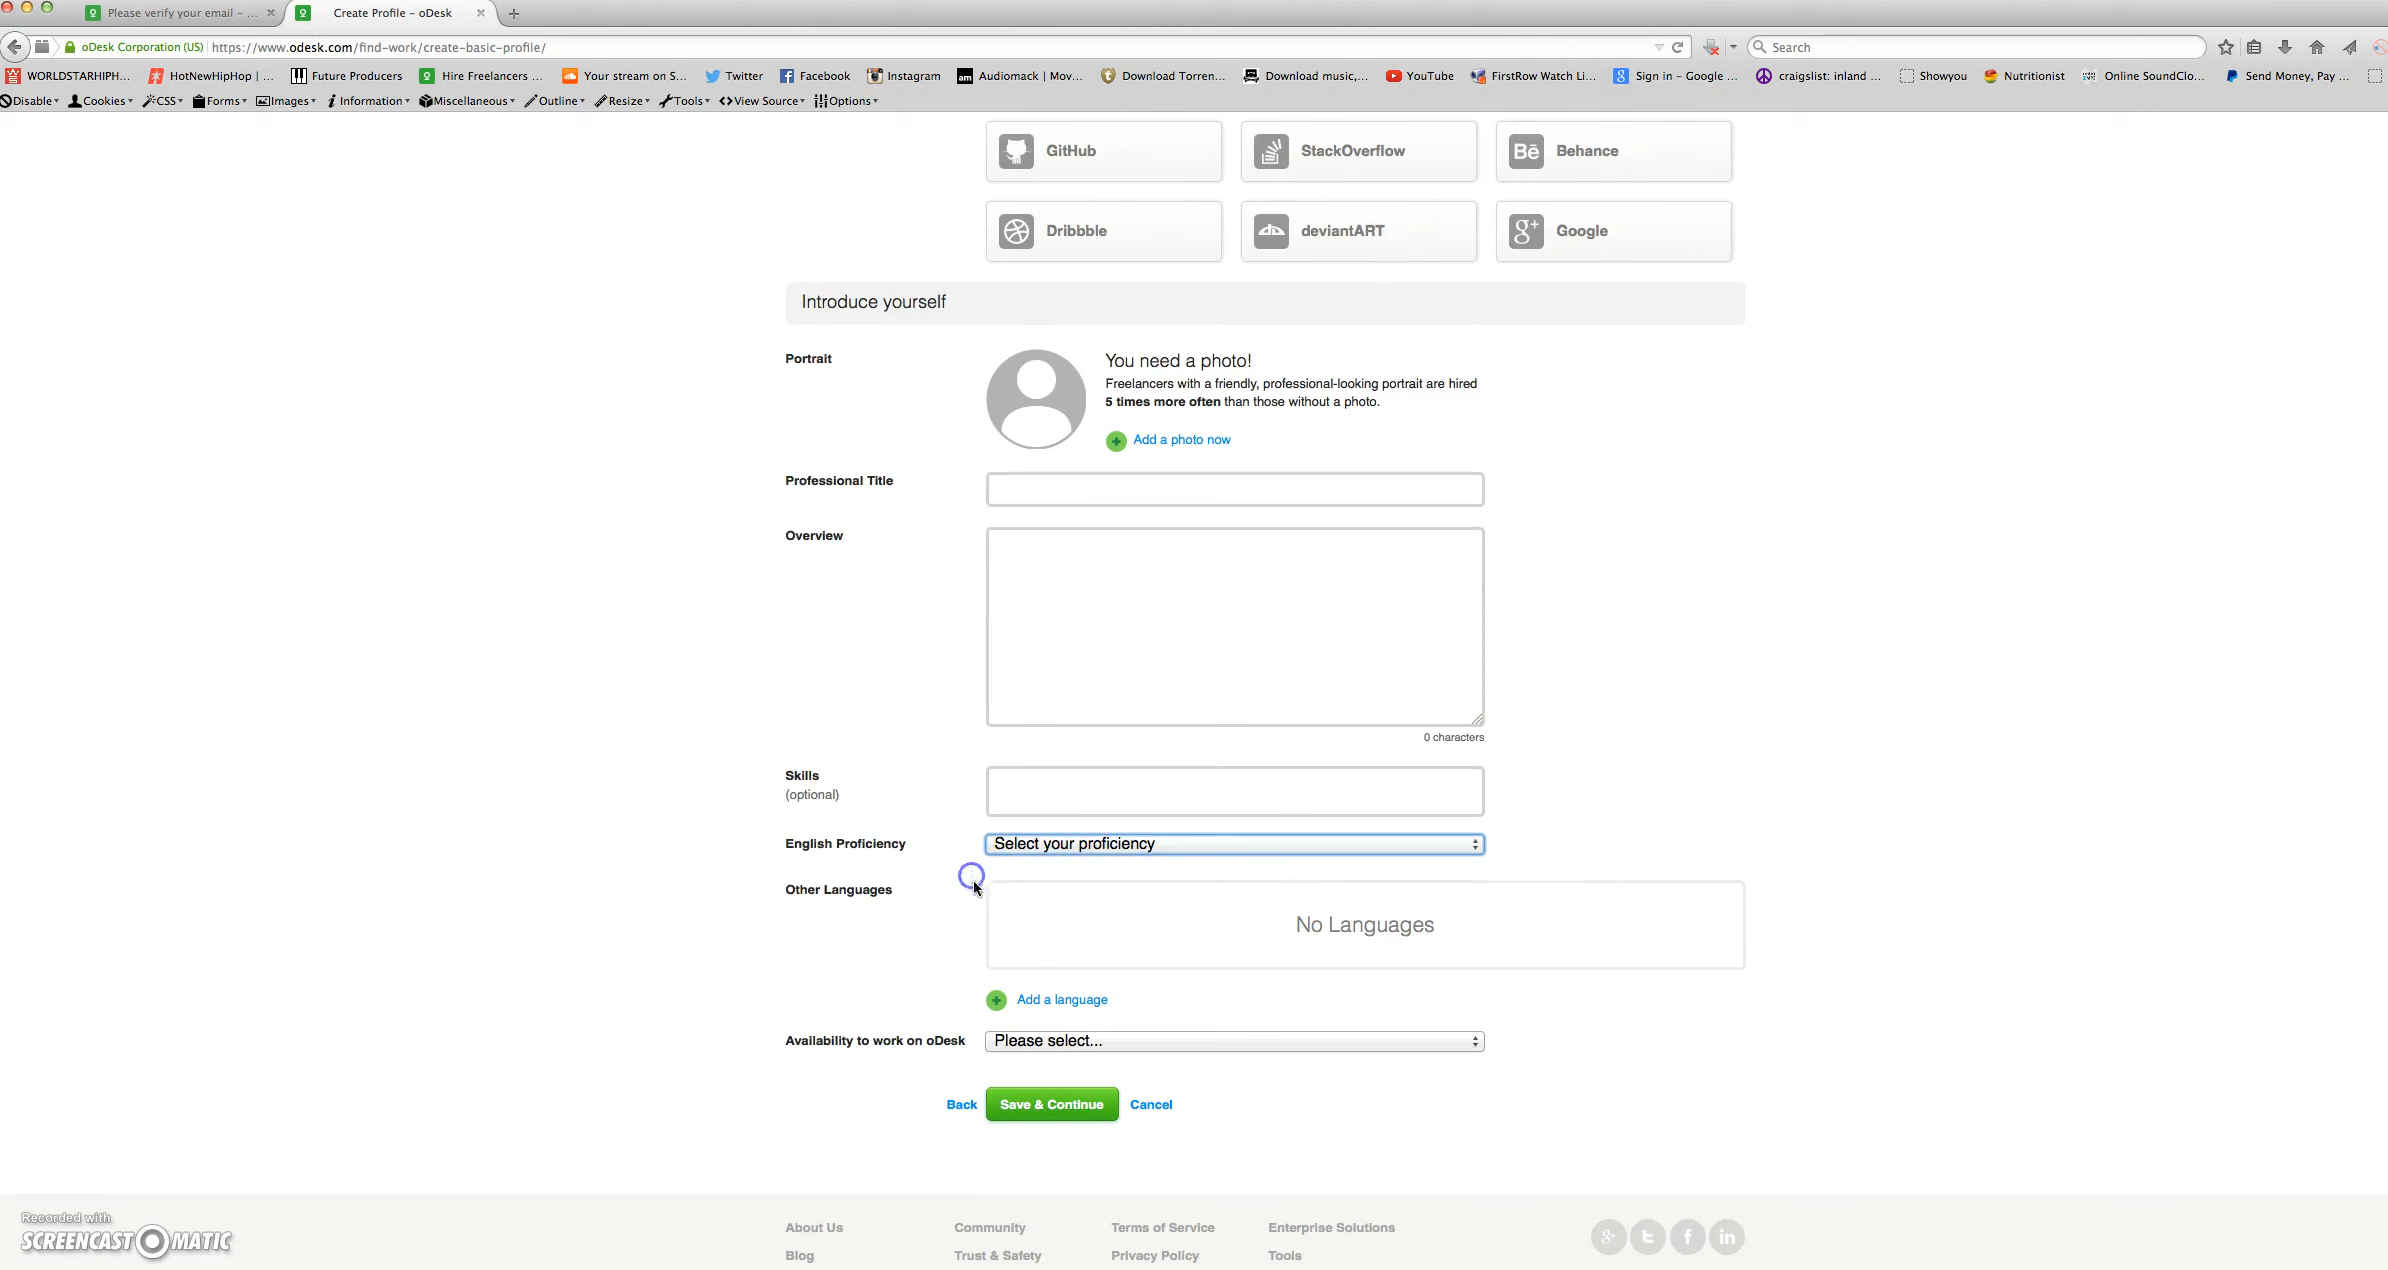 Please verify your email – ...
Create Profile – oDesk
oDesk Corporation (US)
https://www.odesk.com/find-work/create-basic-profile/
Search
WORLDSTARHIPH... HotNewHipHop | ... Future Producers Hire Freelancers ... Your stream on S... Twitter Facebook Instagram Audiomack | Mov... Download Torren... Download music,... YouTube FirstRow Watch Li... Sign in – Google ... craigslist: inland ... Showyou Nutritionist Online SoundClo... Send Money, Pay ...
Disable Cookies CSS Forms Images Information Miscellaneous Outline Resize Tools View Source Options
GitHub StackOverflow Behance
Dribbble deviantART Google
Introduce yourself
Portrait
You need a photo!
Freelancers with a friendly, professional-looking portrait are hired
5 times more often than those without a photo.
Add a photo now
Professional Title
Overview
0 characters
Skills
(optional)
English Proficiency Select your proficiency
Other Languages
No Languages
Add a language
Availability to work on oDesk Please select...
Back Save & Continue Cancel
Recorded with
SCREENCAST O MATIC
About Us Community Terms of Service Enterprise Solutions
Blog Trust & Safety Privacy Policy Tools